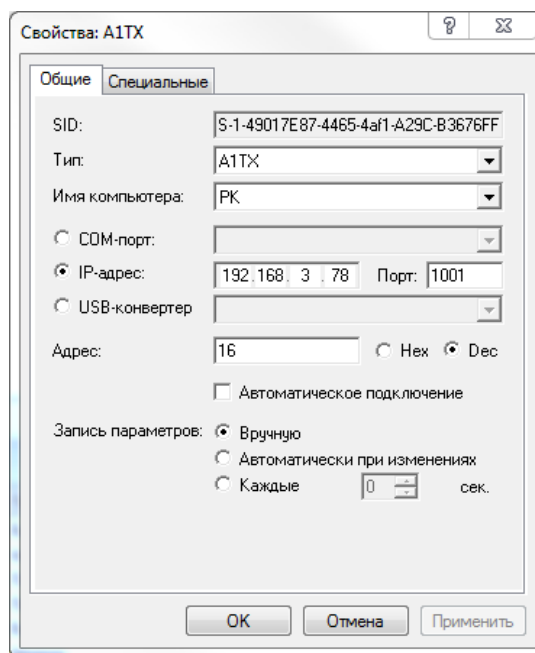 Свойства: A1TX
Общие Специальные
SID: S-1-49017E87-4465-4af1-A29C-B3676FF
Тип: A1TX
Имя компьютера: PK
COM-порт:
IP-адрес: 192.168. 3 . 78 Порт: 1001
USB-конвертер
Адрес: 16 Hex Dec
Автоматическое подключение
Запись параметров: Вручную
Автоматически при изменениях
Каждые 0 сек.
OK Отмена Применить